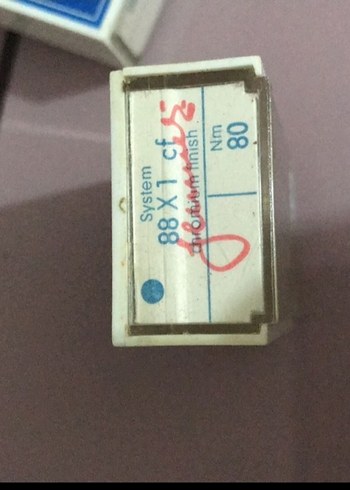 System
88 X 1 cf
chromium finish
Nm
80